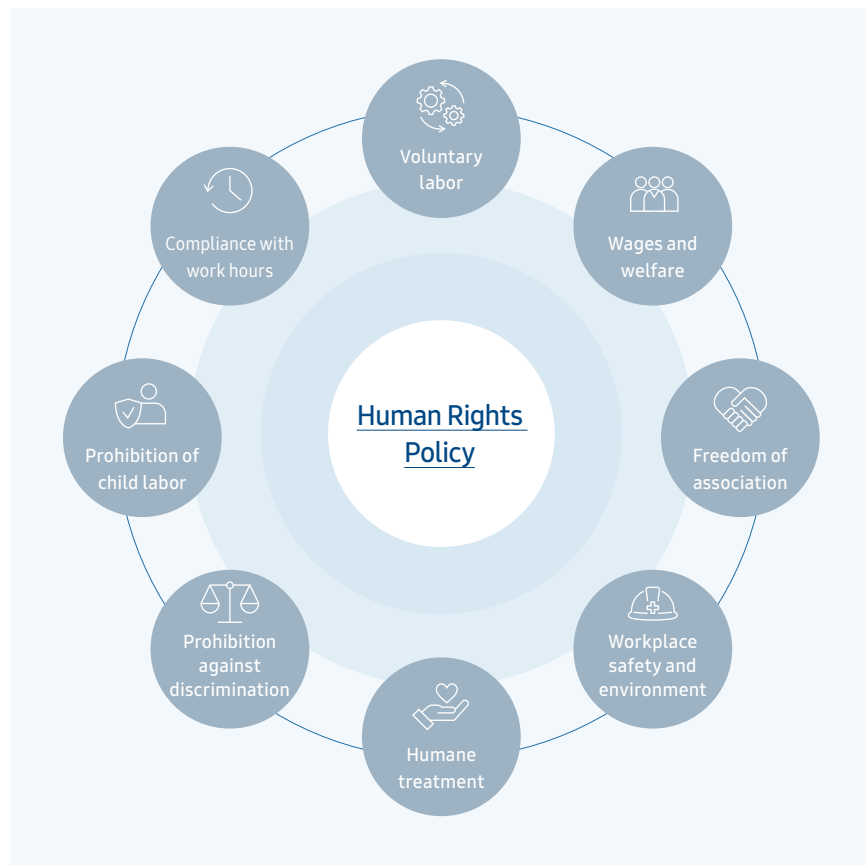 Voluntary
labor
Compliance with
work hours
Wages and
welfare
Human Rights
Policy
Prohibition of
child labor
Freedom of
association
Prohibition
against
discrimination
Workplace
safety and
environment
Humane
treatment